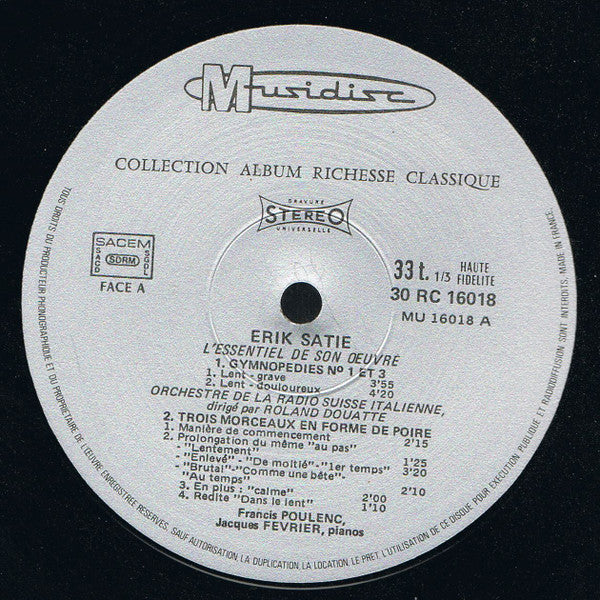 Musidisc
COLLECTION ALBUM RICHESSE CLASSIQUE
GRAVURE
STEREO
UNIVERSELLE
SACEM
SACD SDRM SGDL
FACE A
33 t. 1/3 HAUTE FIDELITE
30 RC 16018
MU 16018 A
ERIK SATIE
L'ESSENTIEL DE SON ŒUVRE
1. GYMNOPEDIES Nº 1 ET 3
1. Lent - grave 3'55
2. Lent - douloureux 4'20
ORCHESTRE DE LA RADIO SUISSE ITALIENNE,
dirigé par ROLAND DOUATTE
2. TROIS MORCEAUX EN FORME DE POIRE
1. Manière de commencement 2'15
2. Prolongation du même "au pas"
- "Lentement" 1'25
- "Enlevé" - "De moitié" - "1er temps" 3'20
- "Brutal" - "Comme une bête" -
"Au temps" 2'10
3. En plus : "calme" 2'00
4. Redite "Dans le lent" 1'10
Francis POULENC,
Jacques FEVRIER, pianos
TOUS DROITS DU PRODUCTEUR PHONOGRAPHIQUE ET DU PROPRIETAIRE DE L'ŒUVRE ENREGISTREE RESERVES. SAUF AUTORISATION, LA DUPLICATION, LA LOCATION, LE PRET, L'UTILISATION DE CE DISQUE POUR EXECUTION PUBLIQUE ET RADIODIFFUSION SONT INTERDITS. MADE IN FRANCE.